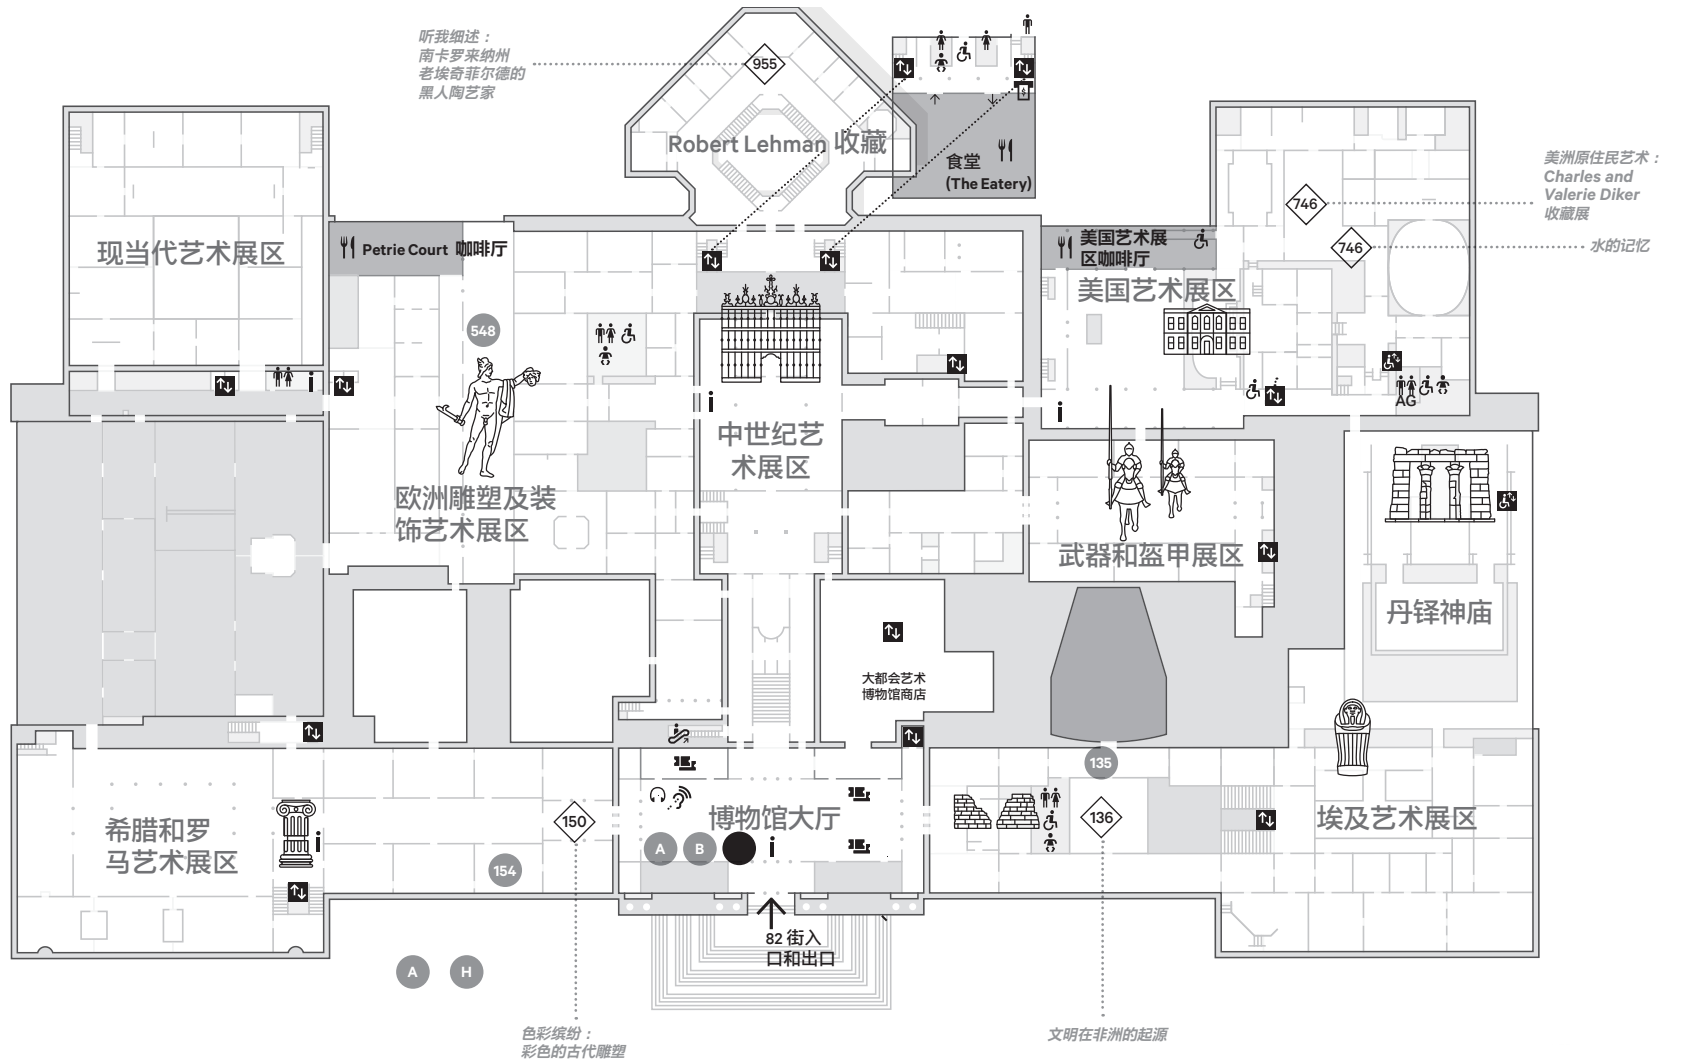 听我细述：
南卡罗来纳州
老埃奇菲尔德的
黑人陶艺家
955
Robert Lehman 收藏
食堂
(The Eatery)
美洲原住民艺术：
Charles and
Valerie Diker
收藏展
746
746
水的记忆
现当代艺术展区
Petrie Court 咖啡厅
美国艺术展
区咖啡厅
美国艺术展区
548
i
i
i
AG
中世纪艺
术展区
欧洲雕塑及装
饰艺术展区
武器和盔甲展区
丹铎神庙
大都会艺术
博物馆商店
135
136
150
154
博物馆大厅
A
B
i
希腊和罗
马艺术展区
i
埃及艺术展区
82 街入
口和出口
A
H
色彩缤纷：
彩色的古代雕塑
文明在非洲的起源